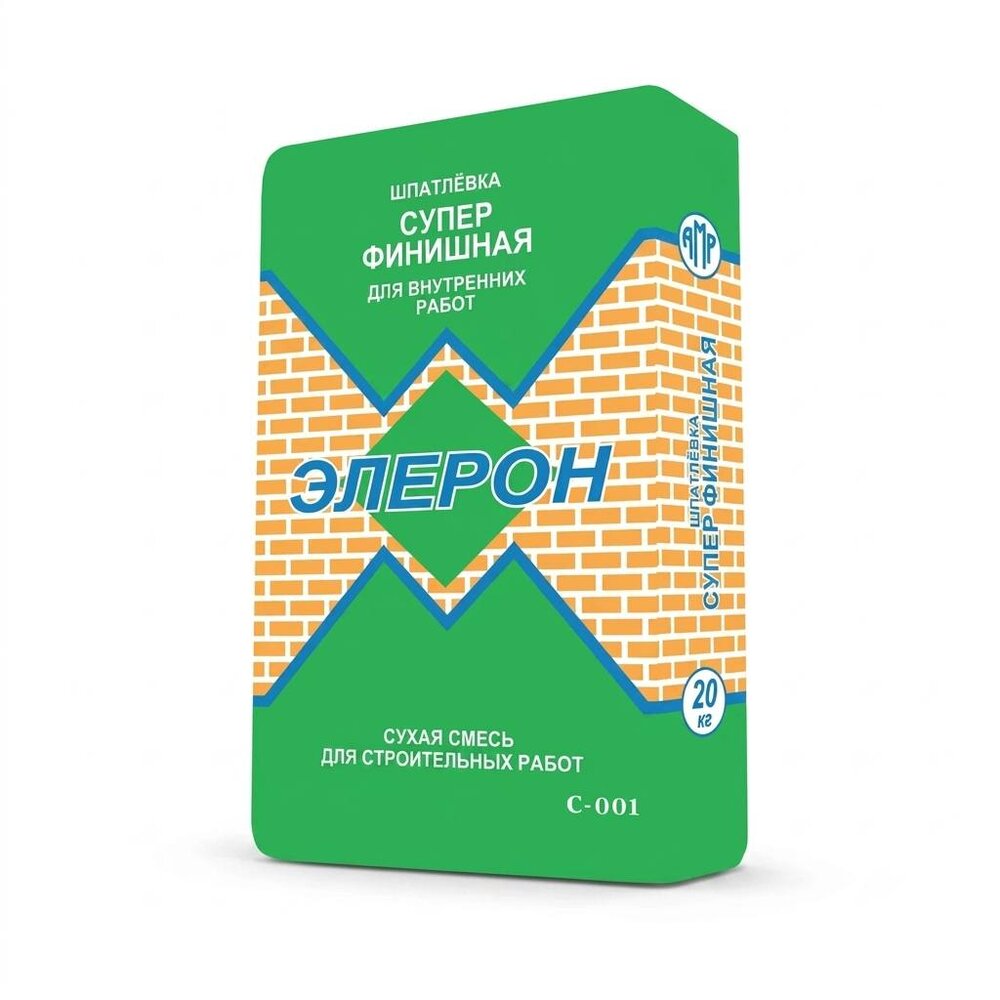 ШПАТЛЁВКА
СУПЕР
ФИНИШНАЯ
ДЛЯ ВНУТРЕННИХ
РАБОТ
ЭЛЕРОН
СУХАЯ СМЕСЬ
ДЛЯ СТРОИТЕЛЬНЫХ РАБОТ
С-001
АМР
ШПАТЛЁВКА
СУПЕР ФИНИШНАЯ
20
кг